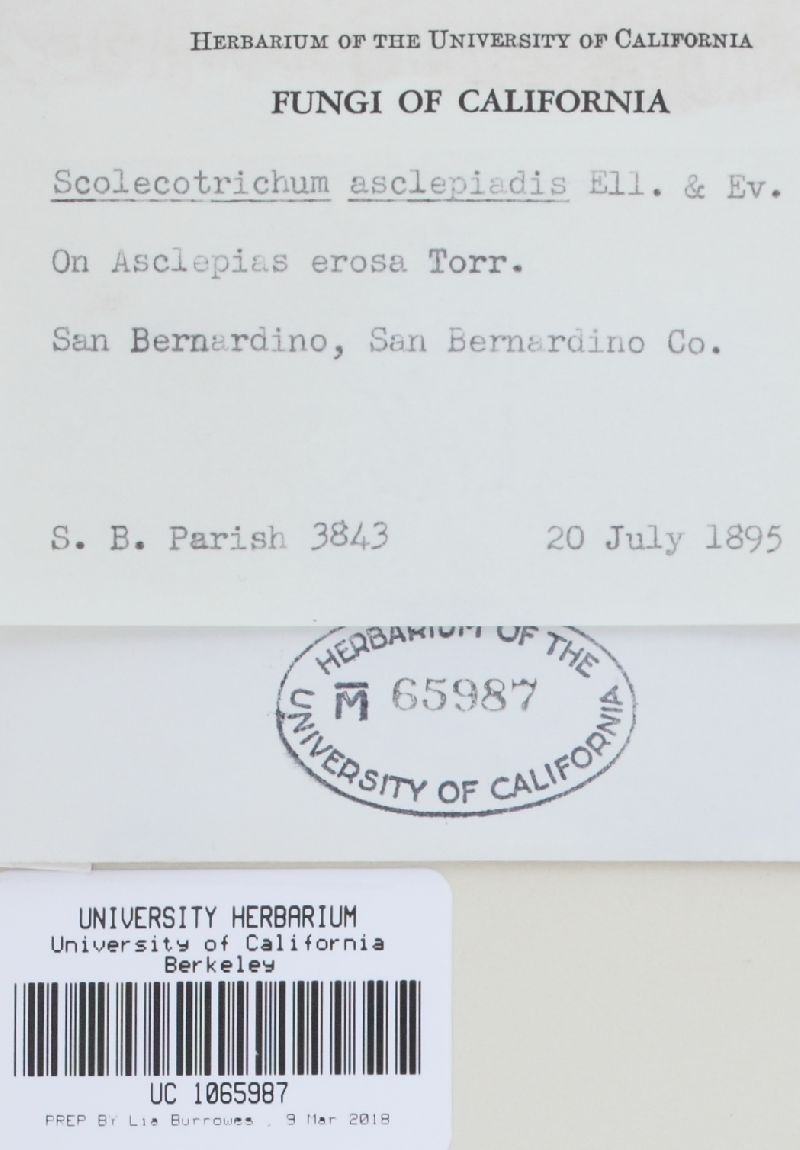 HERBARIUM OF THE UNIVERSITY OF CALIFORNIA
FUNGI OF CALIFORNIA
Scolecotrichum asclepiadis Ell. & Ev.
On Asclepias erosa Torr.
San Bernardino, San Bernardino Co.
S. B. Parish 3843 20 July 1895
HERBARIUM OF THE
M 65987
UNIVERSITY OF CALIFORNIA
UNIVERSITY HERBARIUM
University of California
Berkeley
UC 1065987
PREP BY Lia Burrowes , 9 Mar 2018